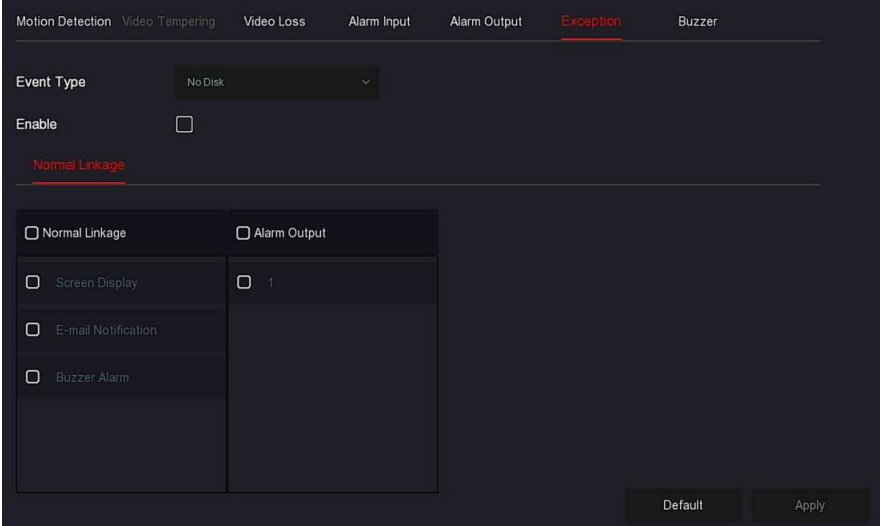 Motion Detection Video Tempering Video Loss Alarm Input Alarm Output Exception Buzzer
Event Type No Disk
Enable
Normal Linkage
Normal Linkage Alarm Output
Screen Display 1
E-mail Notification
Buzzer Alarm
Default Apply